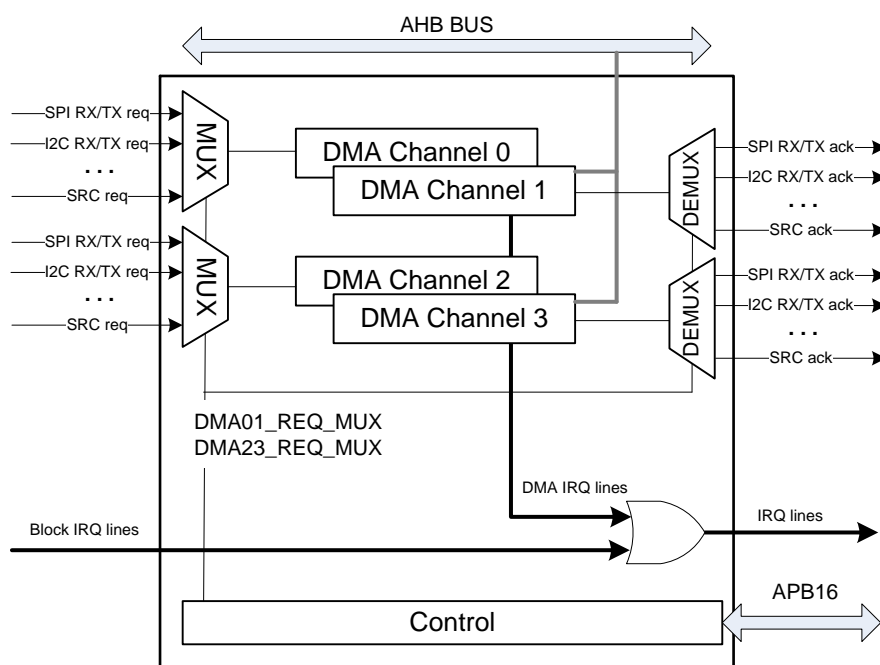 AHB BUS
SPI RX/TX req
I2C RX/TX req
. . .
SRC req
MUX
DMA Channel 0
DMA Channel 1
DEMUX
SPI RX/TX ack
I2C RX/TX ack
. . .
SRC ack
SPI RX/TX req
I2C RX/TX req
. . .
SRC req
MUX
DMA Channel 2
DMA Channel 3
DEMUX
SPI RX/TX ack
I2C RX/TX ack
. . .
SRC ack
DMA01_REQ_MUX
DMA23_REQ_MUX
DMA IRQ lines
Block IRQ lines
IRQ lines
APB16
Control